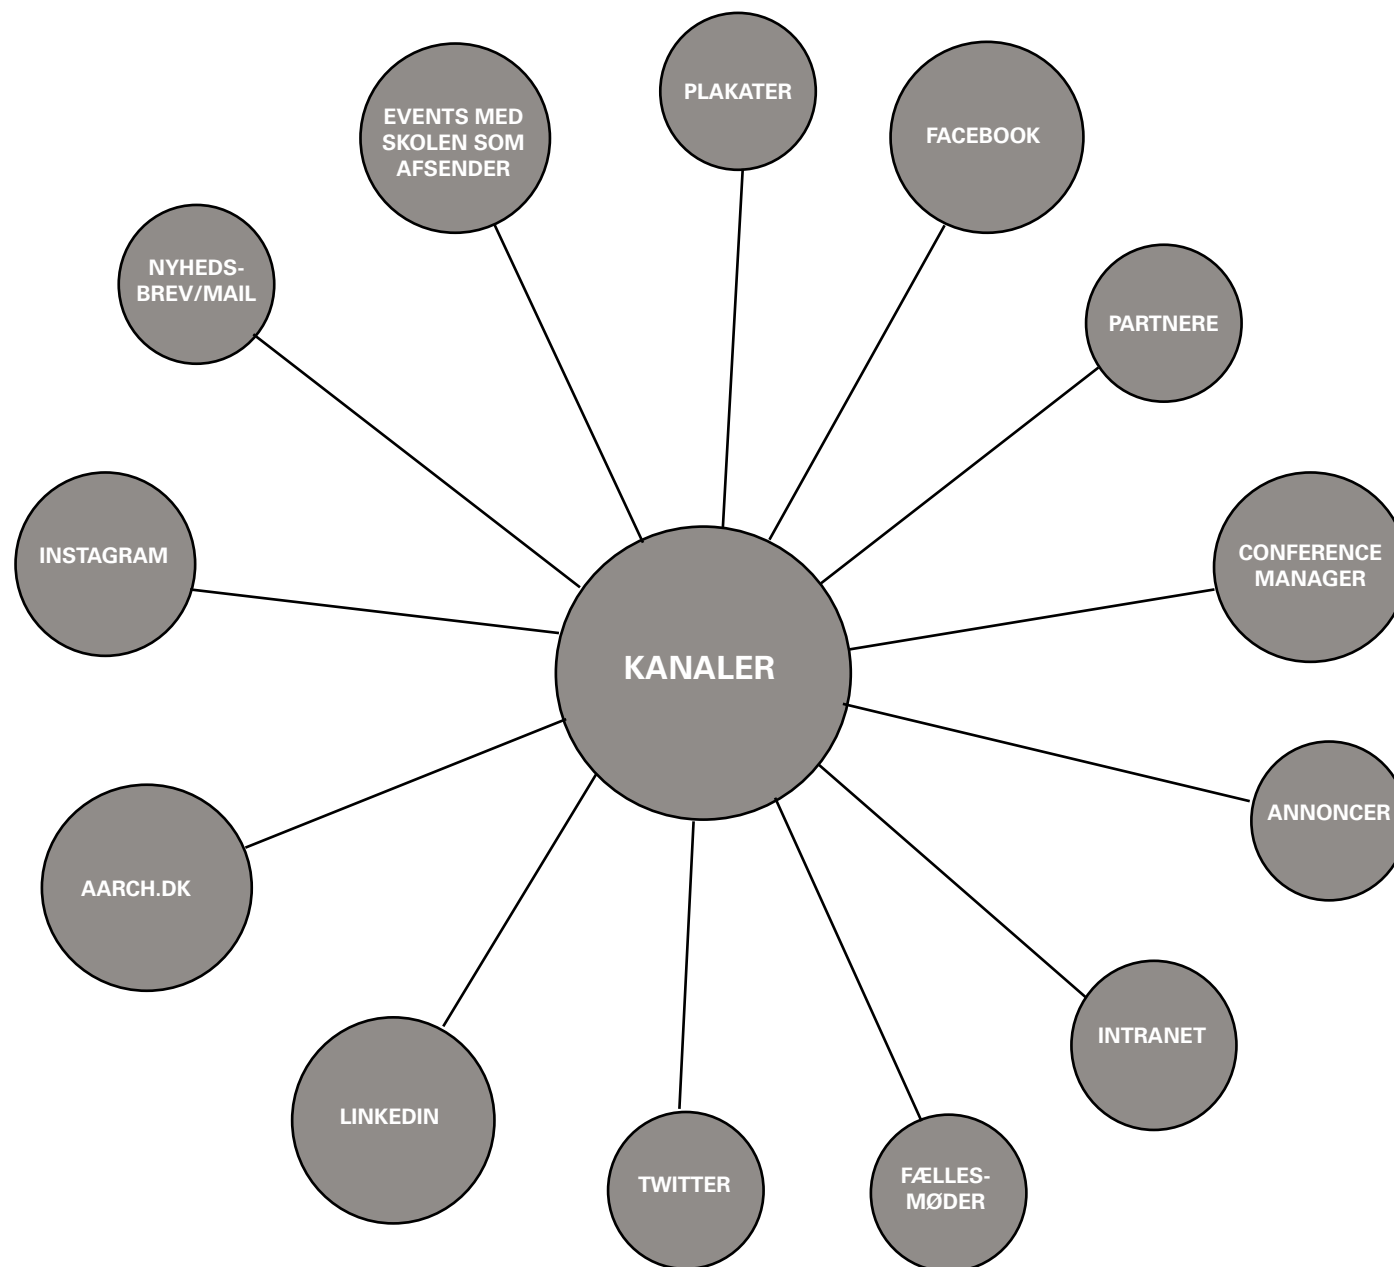 PLAKATER
EVENTS MED
SKOLEN SOM
AFSENDER
FACEBOOK
NYHEDS-
BREV/MAIL
PARTNERE
INSTAGRAM
CONFERENCE
MANAGER
KANALER
ANNONCER
AARCH.DK
INTRANET
LINKEDIN
TWITTER
FÆLLES-
MØDER